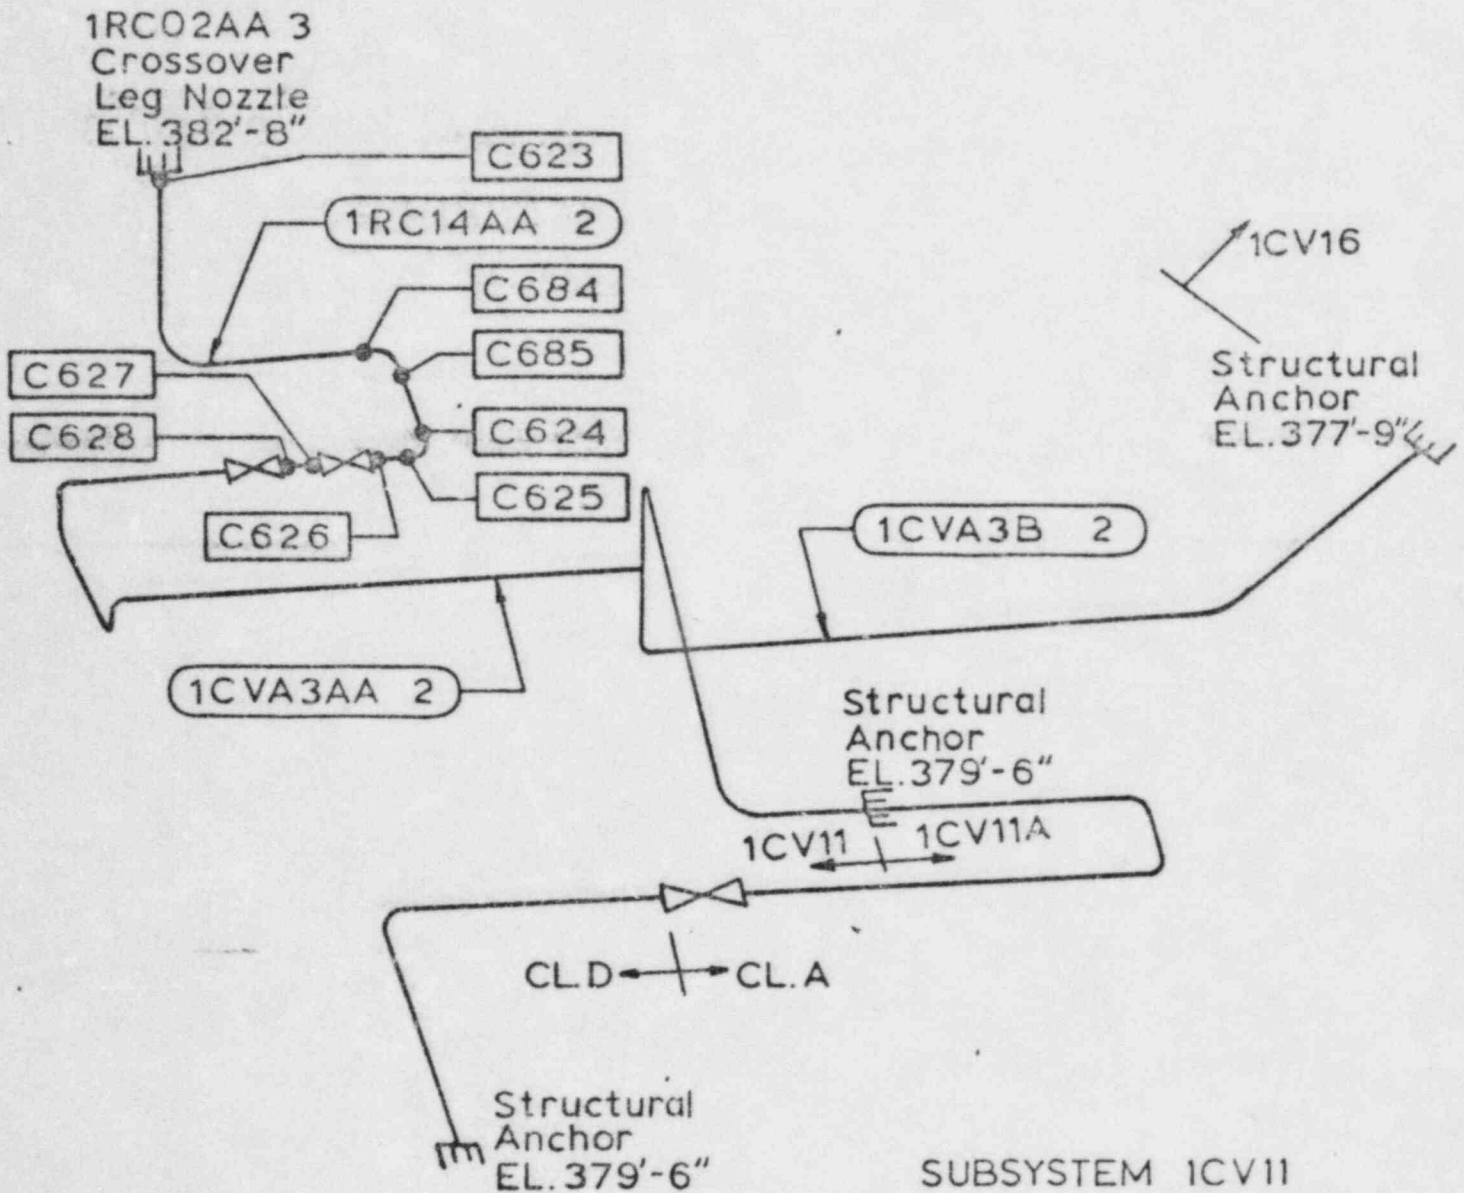 1RC02AA 3
Crossover
Leg Nozzle
EL. 382'-8"
C623
1RC14AA 2
C684
C685
C627
C628
C624
C625
C626
1CV16
Structural
Anchor
EL. 377'-9"
1CVA3B 2
1CVA3AA 2
Structural
Anchor
EL. 379'-6"
1CV11
1CV11A
CL.D
CL.A
Structural
Anchor
EL. 379'-6"
SUBSYSTEM 1CV11